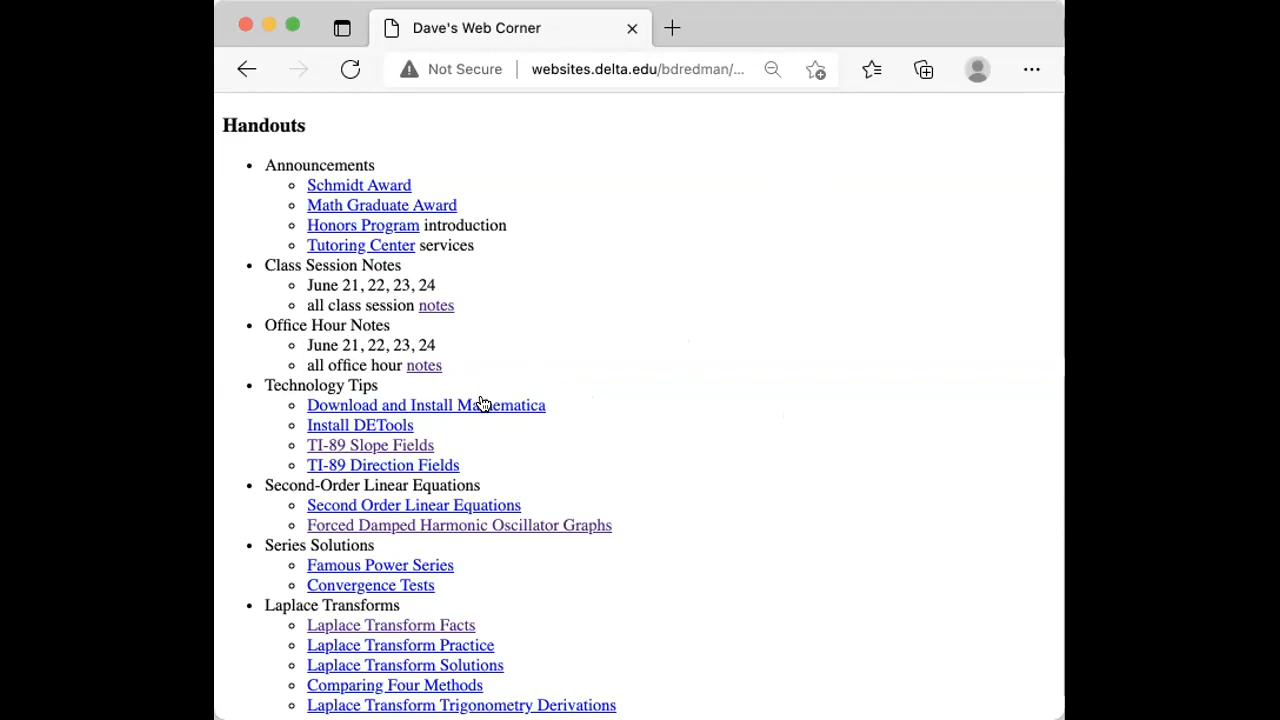 Dave's Web Corner
Not Secure
websites.delta.edu/bdredman/...
Handouts
Announcements
Schmidt Award
Math Graduate Award
Honors Program introduction
Tutoring Center services
Class Session Notes
June 21, 22, 23, 24
all class session notes
Office Hour Notes
June 21, 22, 23, 24
all office hour notes
Technology Tips
Download and Install Mathematica
Install DETools
TI-89 Slope Fields
TI-89 Direction Fields
Second-Order Linear Equations
Second Order Linear Equations
Forced Damped Harmonic Oscillator Graphs
Series Solutions
Famous Power Series
Convergence Tests
Laplace Transforms
Laplace Transform Facts
Laplace Transform Practice
Laplace Transform Solutions
Comparing Four Methods
Laplace Transform Trigonometry Derivations